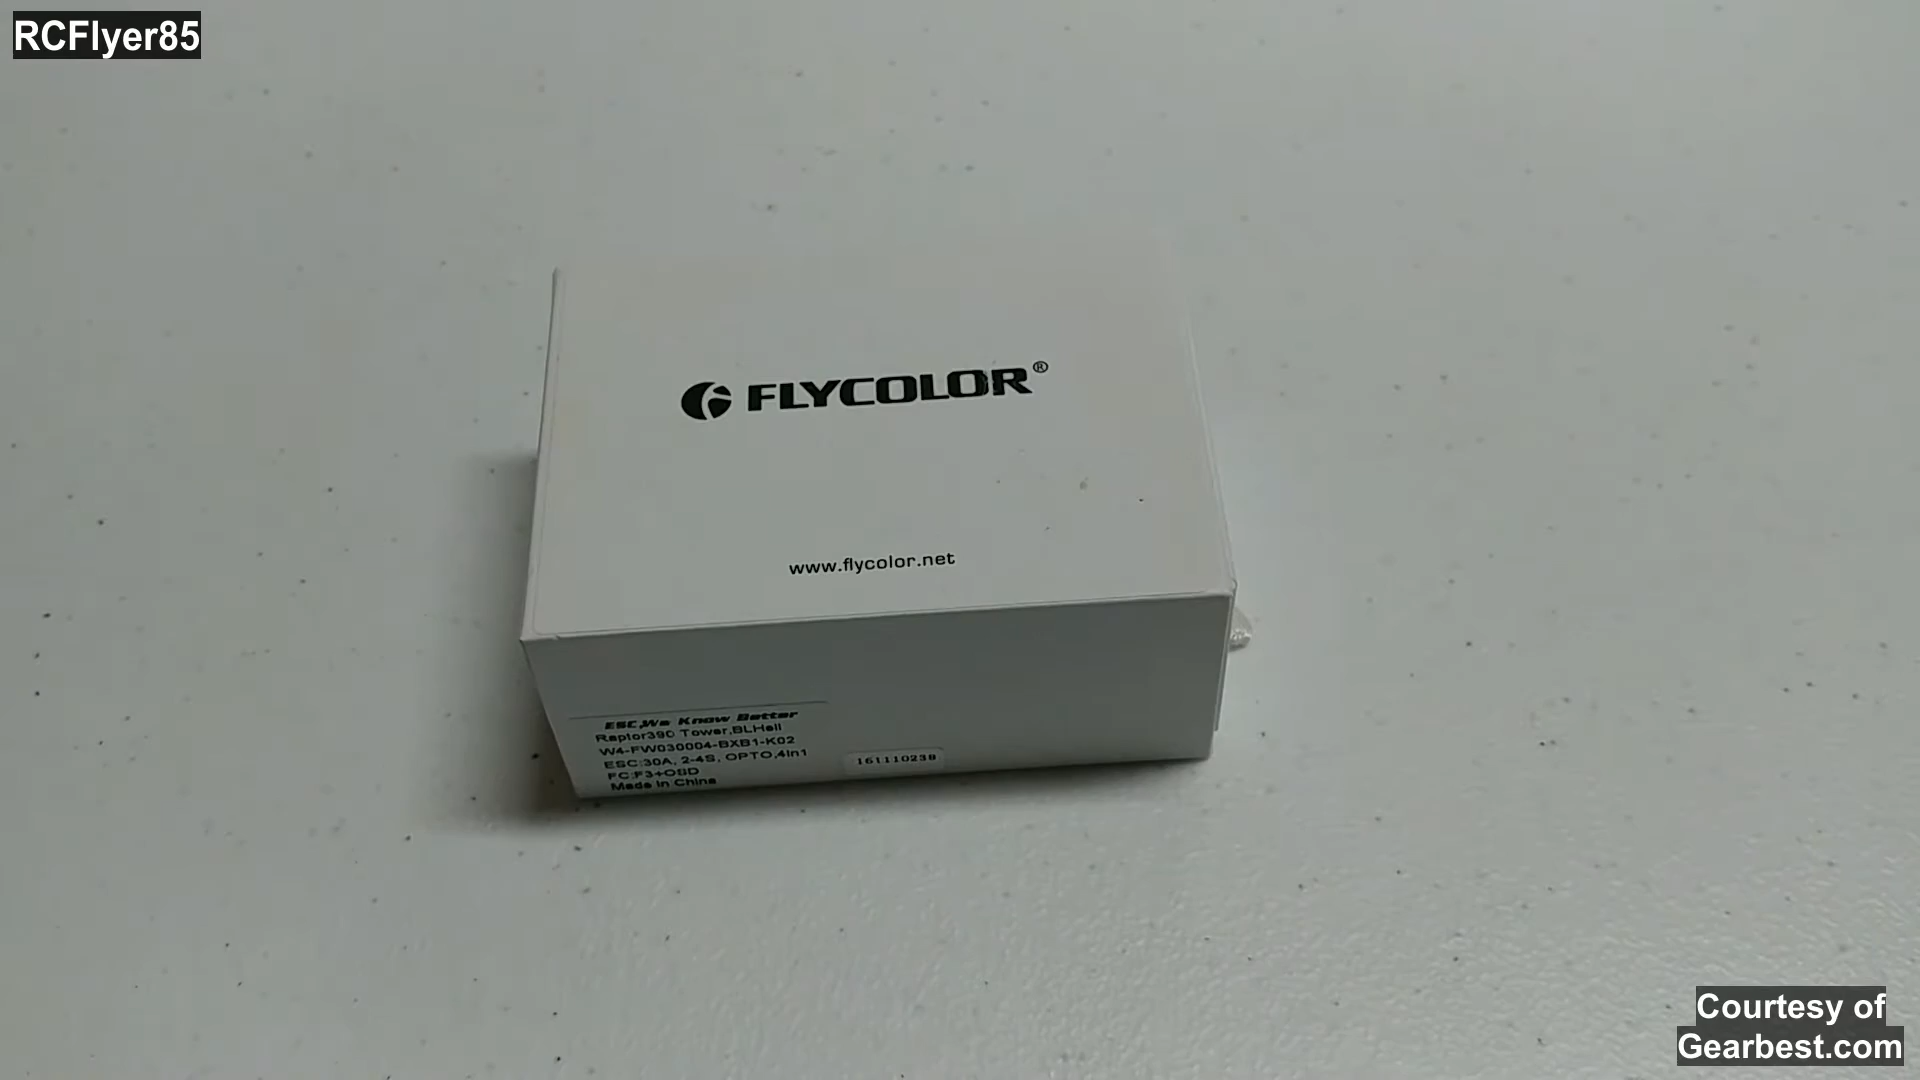 RCFlyer85
FLYCOLOR®
www.flycolor.net
ESC,We Know Better
Raptor390 Tower,BLHeli
W4-FW030004-BXB1-K02
ESC:30A, 2-4S, OPTO,4in1
FC:F3+OSD
Made in China
161110239
Courtesy of
Gearbest.com